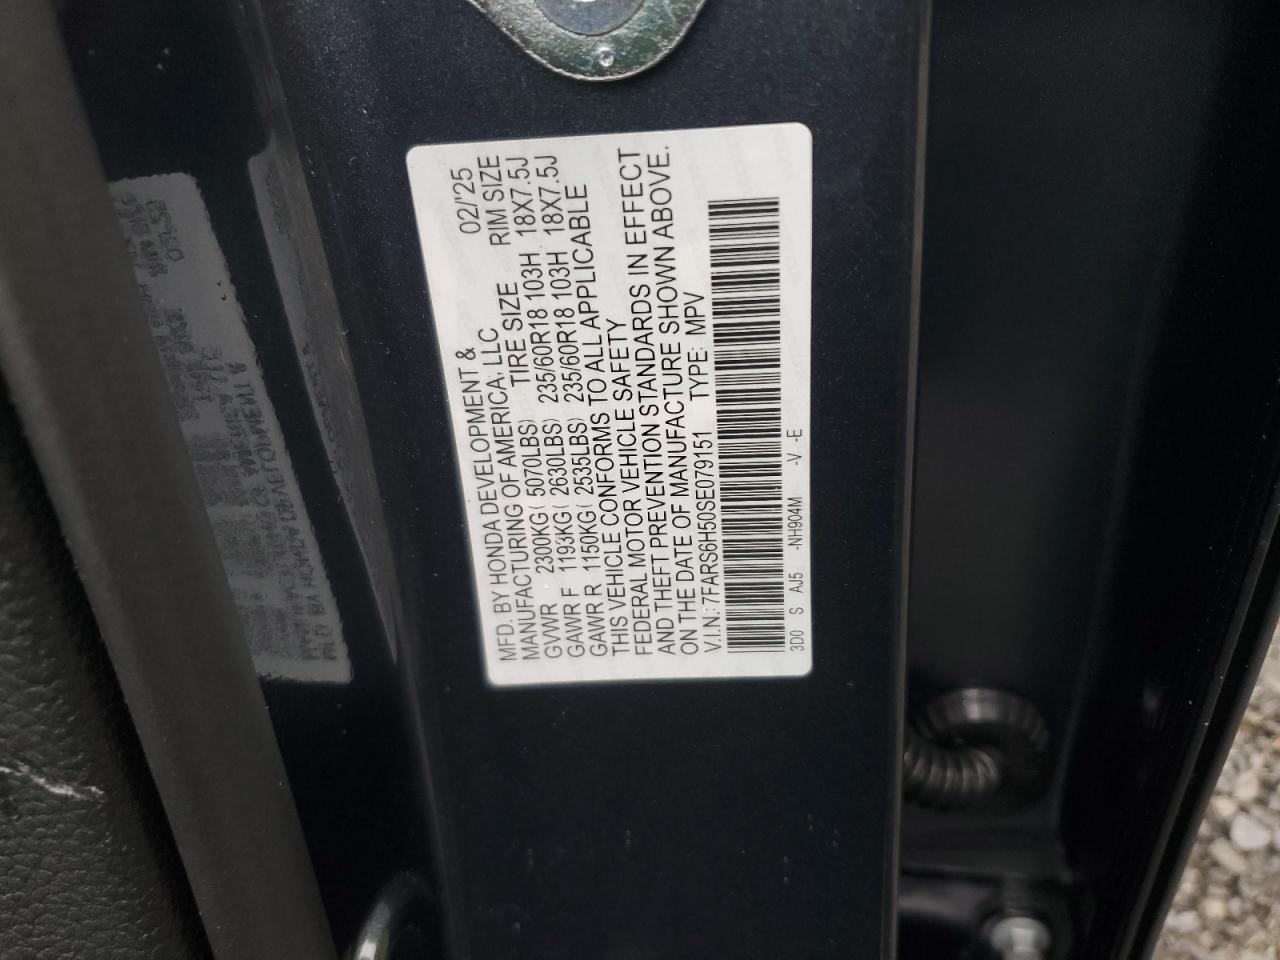 MFD. BY HONDA DEVELOPMENT & 02/'25
MANUFACTURING OF AMERICA, LLC
GVWR 2300KG ( 5070LBS) TIRE SIZE RIM SIZE
GAWR F 1193KG ( 2630LBS) 235/60R18 103H 18X7.5J
GAWR R 1150KG ( 2535LBS) 235/60R18 103H 18X7.5J
THIS VEHICLE CONFORMS TO ALL APPLICABLE
FEDERAL MOTOR VEHICLE SAFETY
AND THEFT PREVENTION STANDARDS IN EFFECT
ON THE DATE OF MANUFACTURE SHOWN ABOVE.
V.I.N.: 7FARS6H50SE079151 TYPE: MPV
3D0 S AJ5 -NH904M -V -E